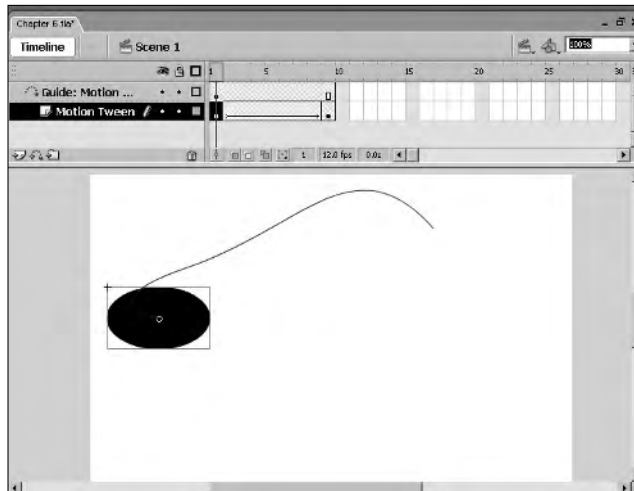 Chapter 6.fla*
Timeline
Scene 1
100%
1 5 10 15 20 25 30
Guide: Motion ...
Motion Tween
1 12.0 fps 0.0s